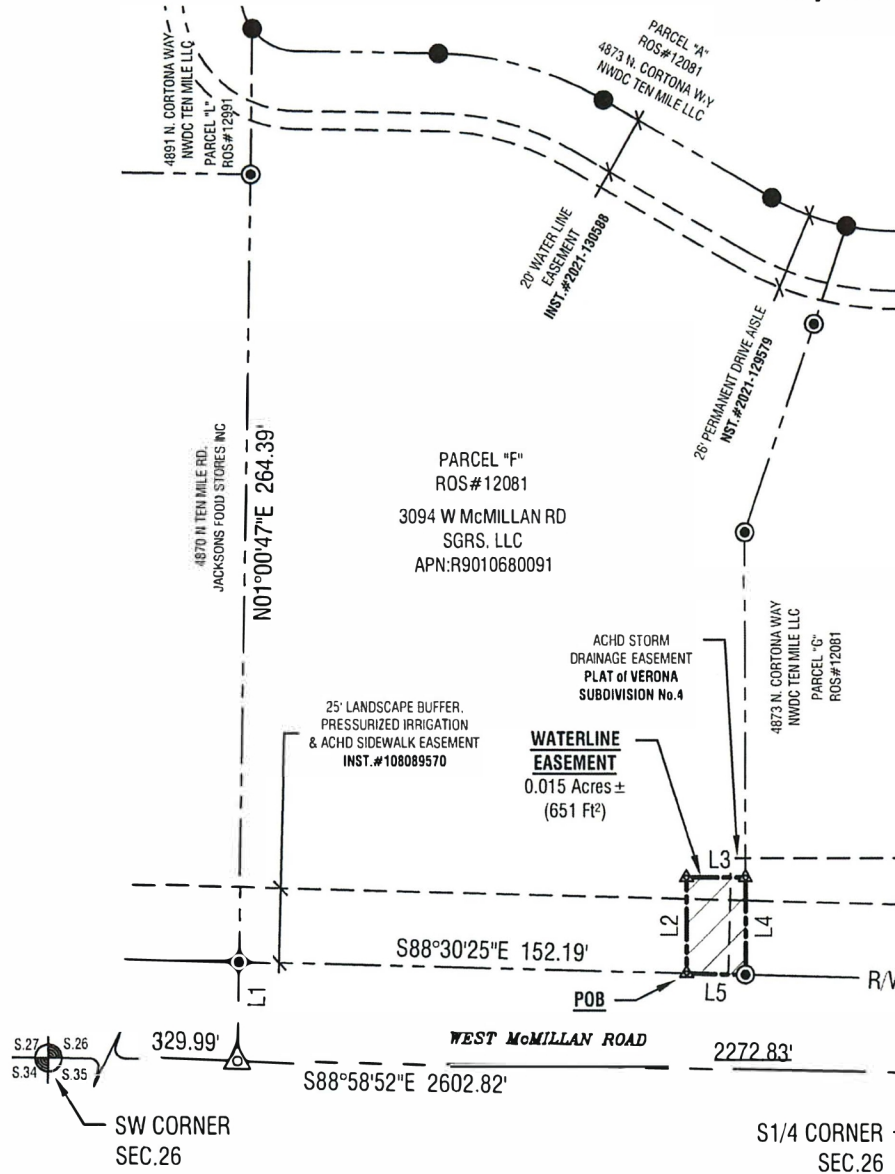 4891 N. CORTONA WAY
NWDC TEN MILE LLC
PARCEL "L"
ROS#12991
PARCEL "A"
ROS#12081
4873 N. CORTONA W.Y
NWDC TEN MILE LLC
20' WATER LINE
EASEMENT
INST.#2021-130588
26' PERMANENT DRIVE AISLE
NST.#2021-129579
4870 N TEN MILE RD.
JACKSONS FOOD STORES INC
N01°00'47"E 264.39'
PARCEL "F"
ROS#12081
3094 W McMILLAN RD
SGRS, LLC
APN:R9010680091
ACHD STORM
DRAINAGE EASEMENT
PLAT of VERONA
SUBDIVISION No.4
4873 N. CORTONA WAY
NWDC TEN MILE LLC
PARCEL "G"
ROS#12081
25' LANDSCAPE BUFFER,
PRESSURIZED IRRIGATION
& ACHD SIDEWALK EASEMENT
INST.#108089570
WATERLINE
EASEMENT
0.015 Acres ±
(651 Ft²)
L3
L2
L4
L5
S88°30'25"E 152.19'
POB
R/W
L1
S.27 S.26
S.34 S.35
329.99'
WEST McMILLAN ROAD
2272.83'
S88°58'52"E 2602.82'
SW CORNER
SEC.26
S1/4 CORNER
SEC.26